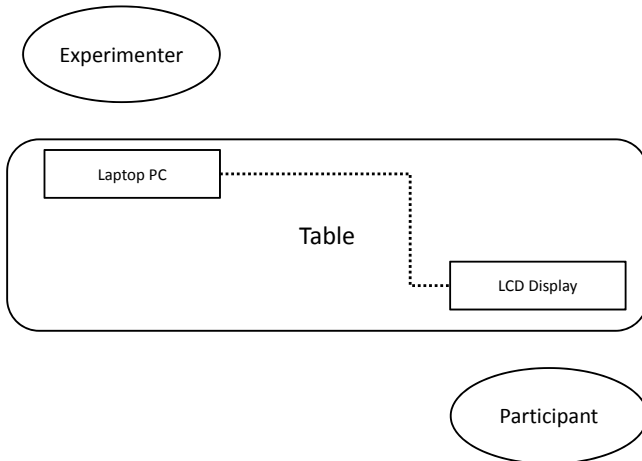 Experimenter
Laptop PC
Table
LCD Display
Participant